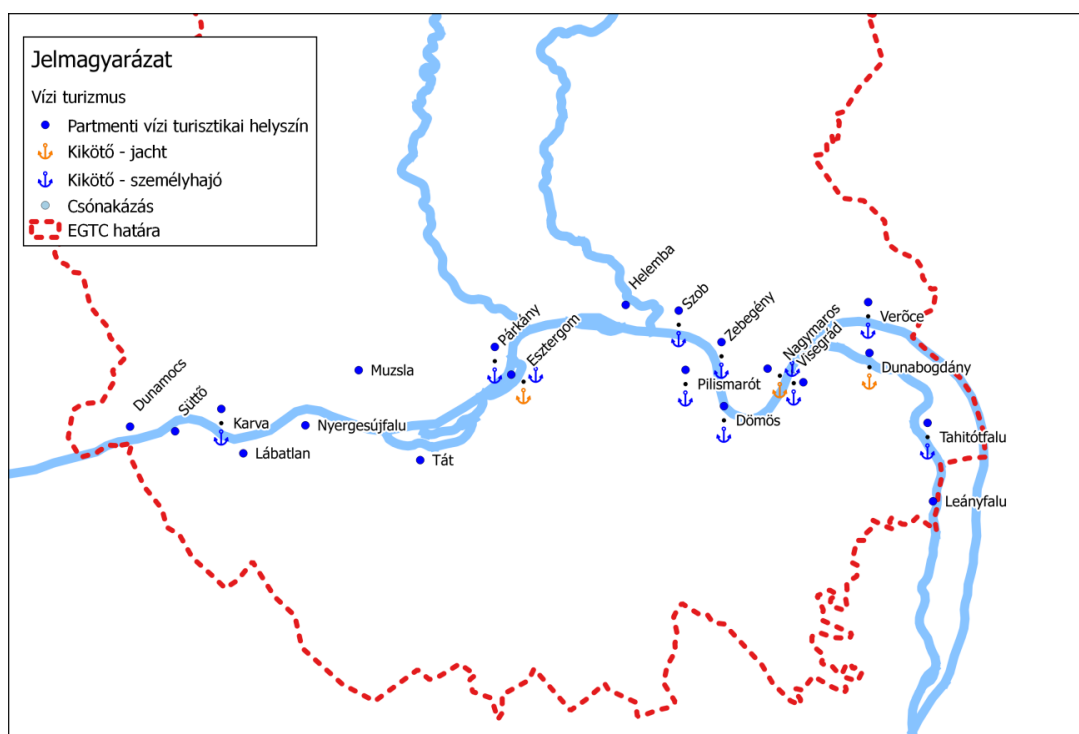 Jelmagyarázat
Vízi turizmus
Partmenti vízi turisztikai helyszín
Kikötő - jacht
Kikötő - személyhajó
Csónakázás
EGTC határa
Dunamocs
Süttő
Karva
Lábatlan
Nyergesújfalu
Muzsla
Tát
Párkány
Esztergom
Helemba
Szob
Pilismarót
Zebegény
Dömös
Nagymaros
Visegrád
Verõce
Dunabogdány
Tahitótfalu
Leányfalu